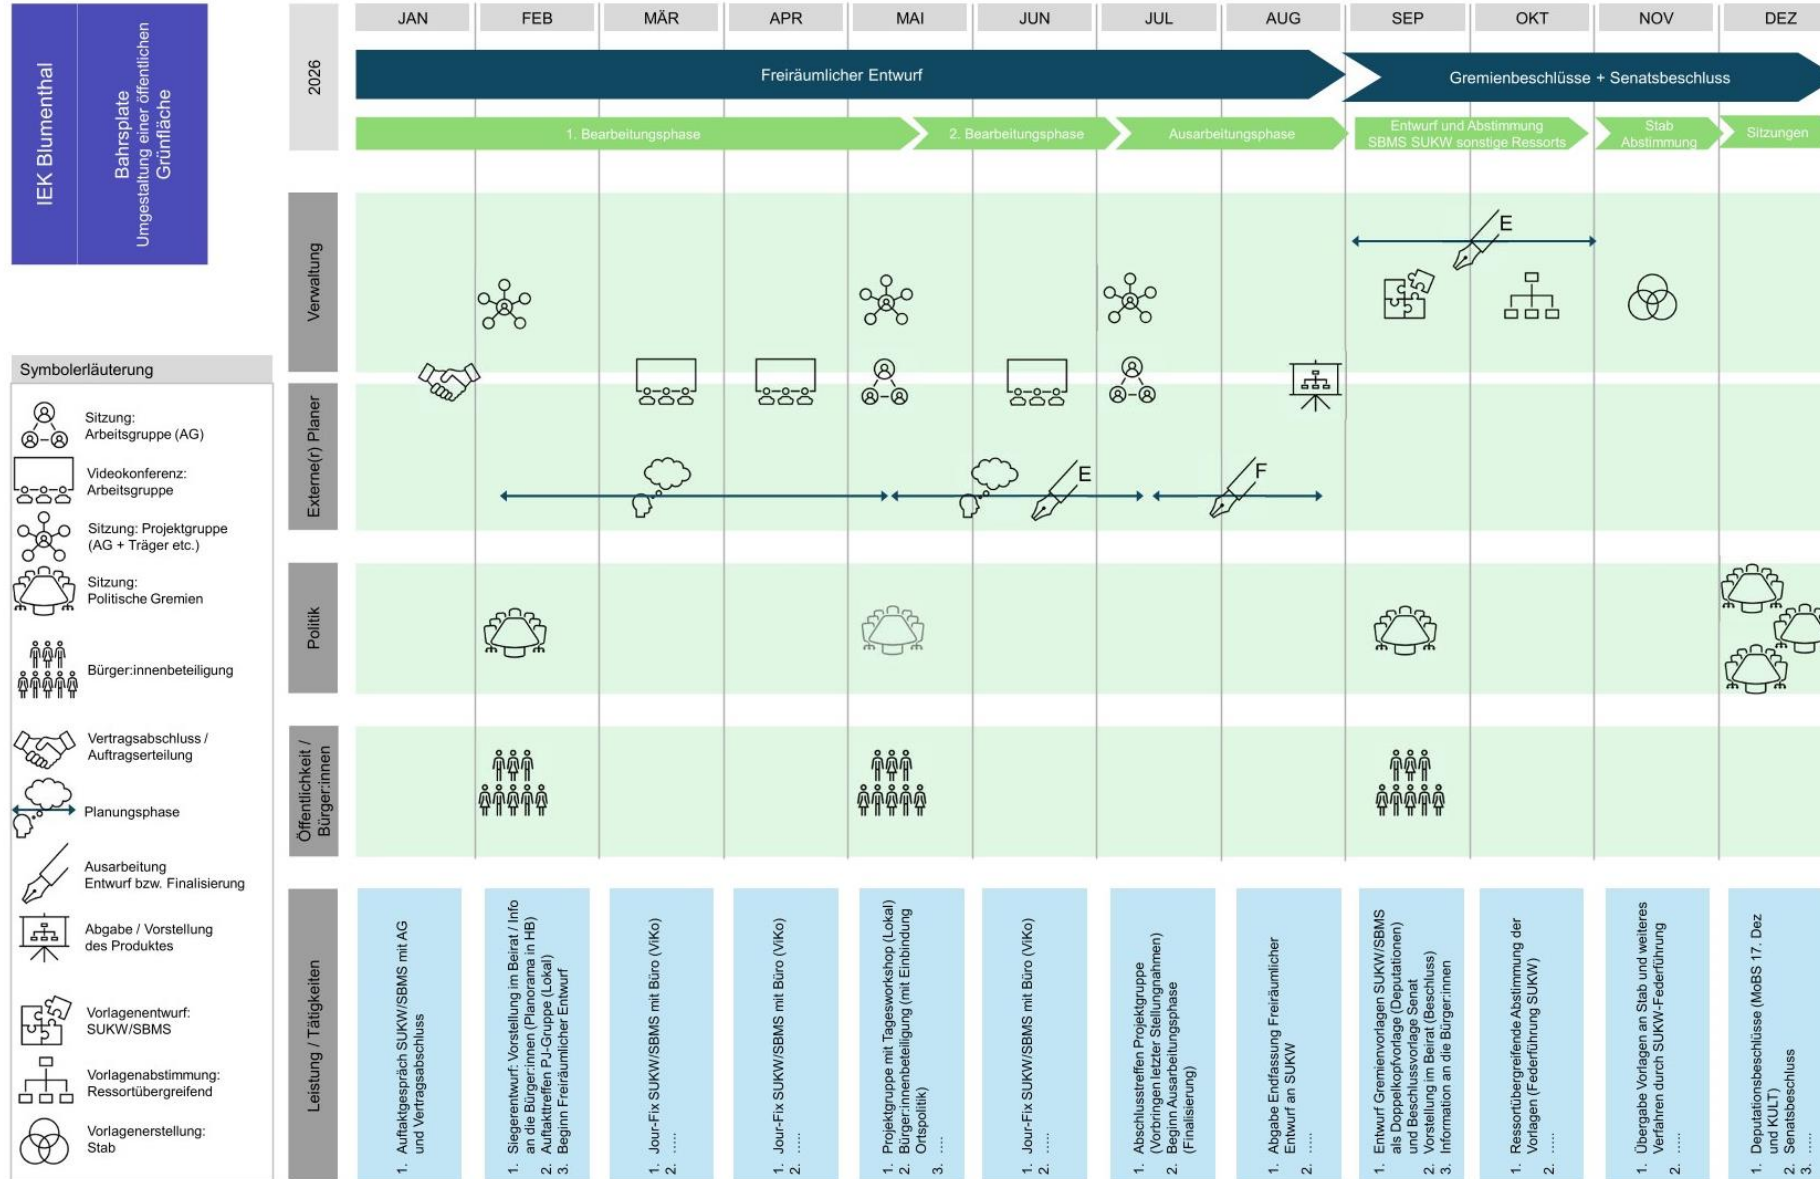 IEK Blumenthal
Bahrsplate
Umgestaltung einer öffentlichen
Grünfläche
2026
JAN
FEB
MÄR
APR
MAI
JUN
JUL
AUG
SEP
OKT
NOV
DEZ
Freiräumlicher Entwurf
Gremienbeschlüsse + Senatsbeschluss
1. Bearbeitungsphase
2. Bearbeitungsphase
Ausarbeitungsphase
Entwurf und Abstimmung
SBMS SUKW sonstige Ressorts
Stab
Abstimmung
Sitzungen
Verwaltung
E
Externe(r) Planer
E
F
Politik
Öffentlichkeit /
Bürger:innen
Symbolerläuterung
Sitzung:
Arbeitsgruppe (AG)
Videokonferenz:
Arbeitsgruppe
Sitzung: Projektgruppe
(AG + Träger etc.)
Sitzung:
Politische Gremien
Bürger:innenbeteiligung
Vertragsabschluss /
Auftragserteilung
Planungsphase
Ausarbeitung
Entwurf bzw. Finalisierung
Abgabe / Vorstellung
des Produktes
Vorlagenentwurf:
SUKW/SBMS
Vorlagenabstimmung:
Ressortübergreifend
Vorlagenerstellung:
Stab
Leistung / Tätigkeiten
1. Auftaktgespräch SUKW/SBMS mit AG
und Vertragsabschluss
1. Siegerentwurf: Vorstellung im Beirat / Info
an die Bürger:innen (Planorama in HB)
2. Auftakttreffen PJ-Gruppe (Lokal)
3. Beginn Freiräumlicher Entwurf
1. Jour-Fix SUKW/SBMS mit Büro (ViKo)
2. .....
1. Jour-Fix SUKW/SBMS mit Büro (ViKo)
2. .....
1. Projektgruppe mit Tagesworkshop (Lokal)
2. Bürger:innenbeteiligung (mit Einbindung
Ortspolitik)
3. .....
1. Jour-Fix SUKW/SBMS mit Büro (ViKo)
2. .....
1. Abschlusstreffen Projektgruppe
(Vorbringen letzter Stellungnahmen)
2. Beginn Ausarbeitungsphase
(Finalisierung)
1. Abgabe Endfassung Freiräumlicher
Entwurf an SUKW
2. .....
1. Entwurf Gremienvorlagen SUKW/SBMS
als Doppelkopfvorlage (Deputationen)
und Beschlussvorlage Senat
2. Vorstellung im Beirat (Beschluss)
3. Information an die Bürger:innen
1. Ressortübergreifende Abstimmung der
Vorlagen (Federführung SUKW)
2. .....
1. Übergabe Vorlagen an Stab und weiteres
Verfahren durch SUKW-Federführung
2. .....
1. Deputationsbeschlüsse (MoBS 17. Dez
und KULT)
2. Senatsbeschluss
3. .....